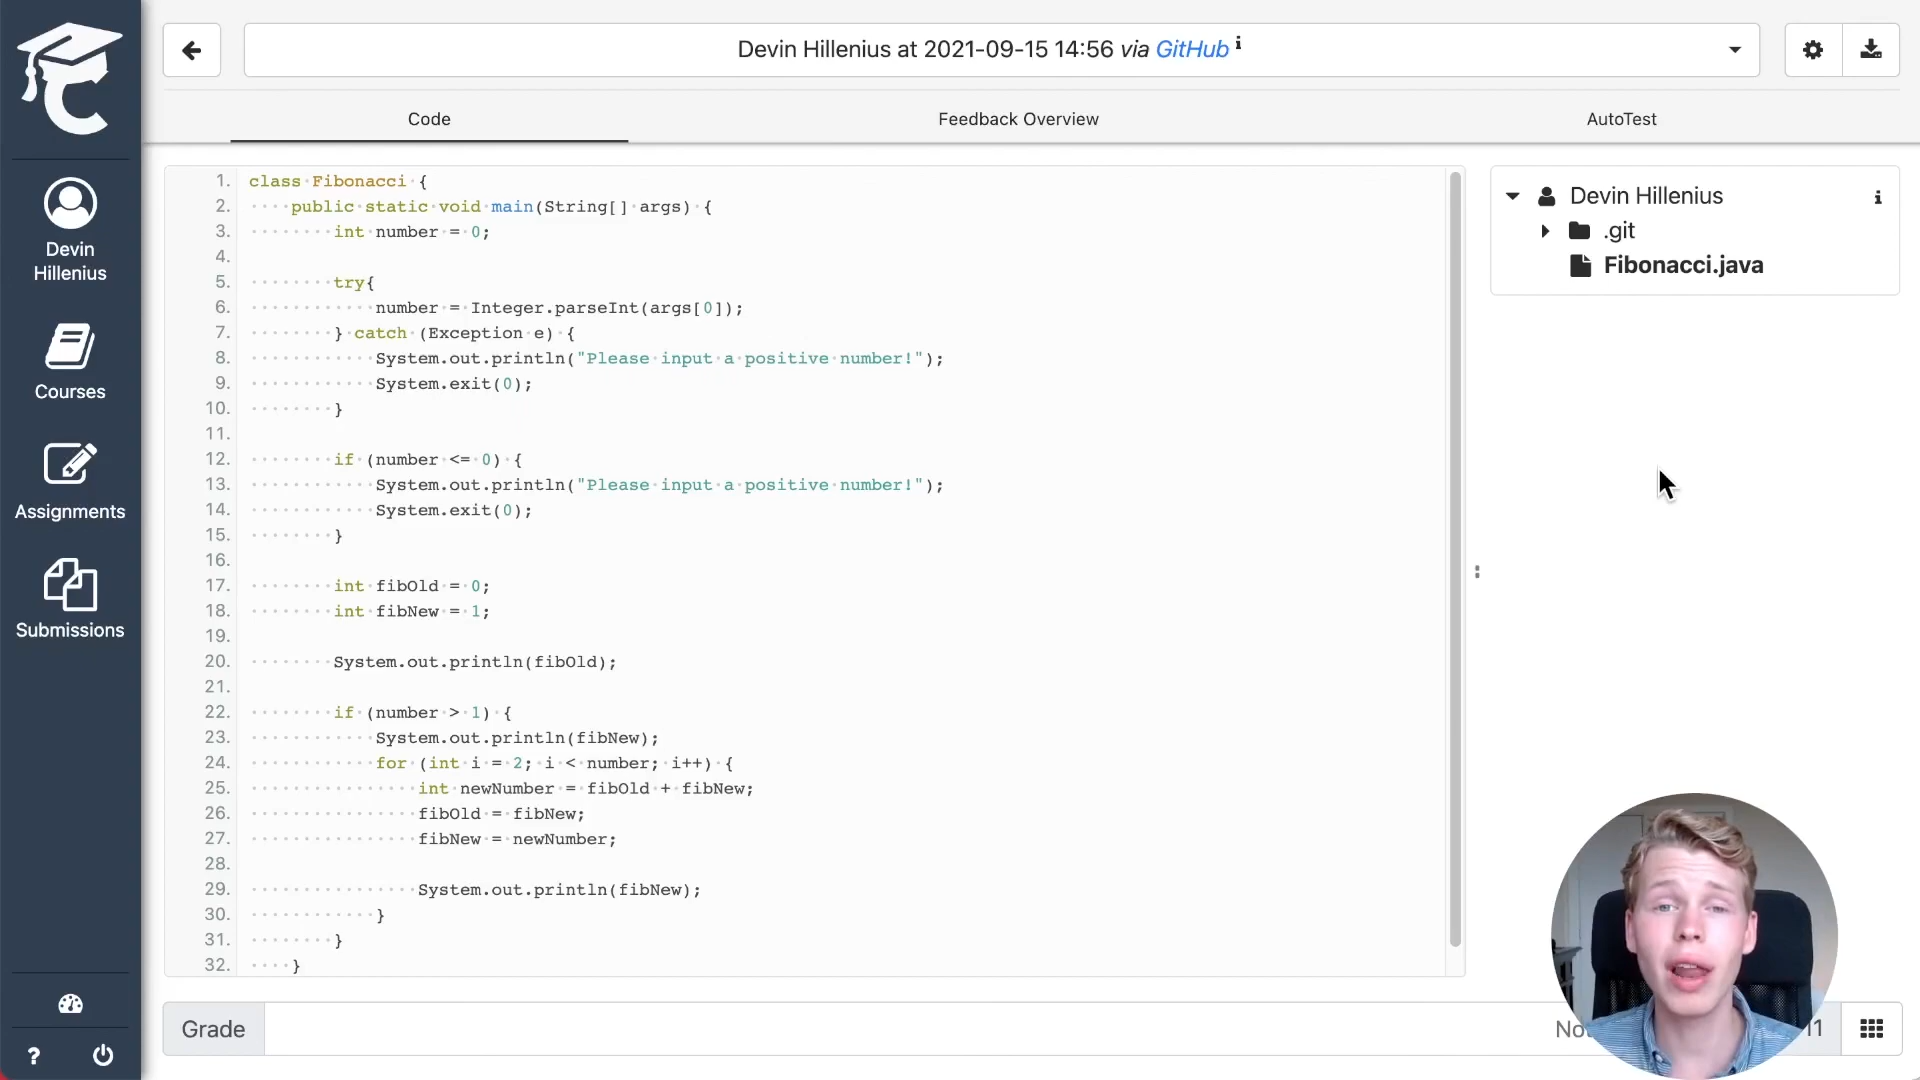 Devin Hillenius at 2021-09-15 14:56 via GitHub i
Code
Feedback Overview
AutoTest
Devin
Hillenius
Courses
Assignments
Submissions
?
1. class Fibonacci {
2. public static void main(String[] args) {
3. int number = 0;
4.
5. try{
6. number = Integer.parseInt(args[0]);
7. } catch (Exception e) {
8. System.out.println("Please input a positive number!");
9. System.exit(0);
10. }
11.
12. if (number <= 0) {
13. System.out.println("Please input a positive number!");
14. System.exit(0);
15. }
16.
17. int fibOld = 0;
18. int fibNew = 1;
19.
20. System.out.println(fibOld);
21.
22. if (number > 1) {
23. System.out.println(fibNew);
24. for (int i = 2; i < number; i++) {
25. int newNumber = fibOld + fibNew;
26. fibOld = fibNew;
27. fibNew = newNumber;
28.
29. System.out.println(fibNew);
30. }
31. }
32. }
Devin Hillenius i
.git
Fibonacci.java
Grade